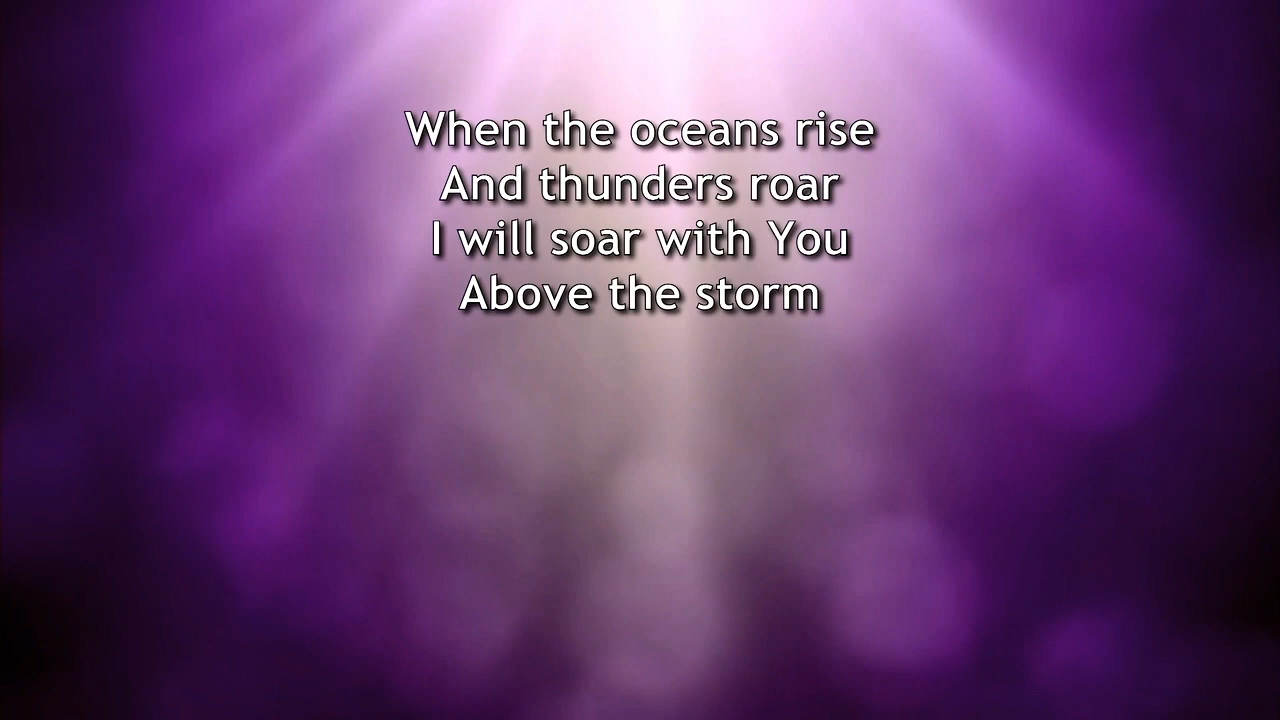 When the oceans rise
And thunders roar
I will soar with You
Above the storm